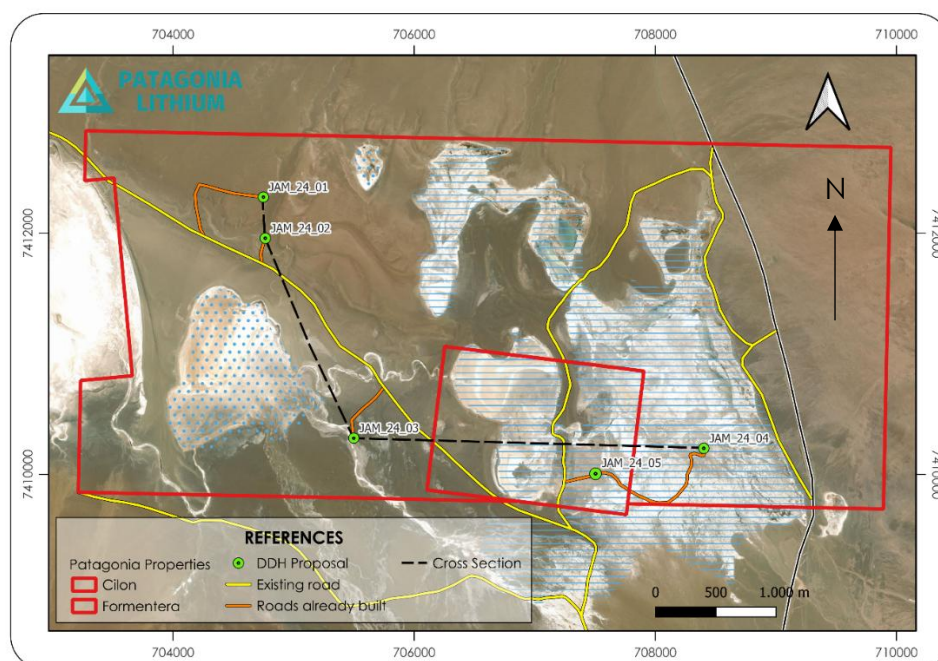 704000 706000 708000 710000
PATAGONIA
LITHIUM
N
JAM_24_01
7412000 JAM_24_02 7412000
JAM_24_03
JAM_24_04
JAM_24_05
7410000 7410000
REFERENCES
Patagonia Properties
Cilon
Formentera
DDH Proposal
Existing road
Roads already built
Cross Section
0 500 1.000 m
704000 706000 708000 710000